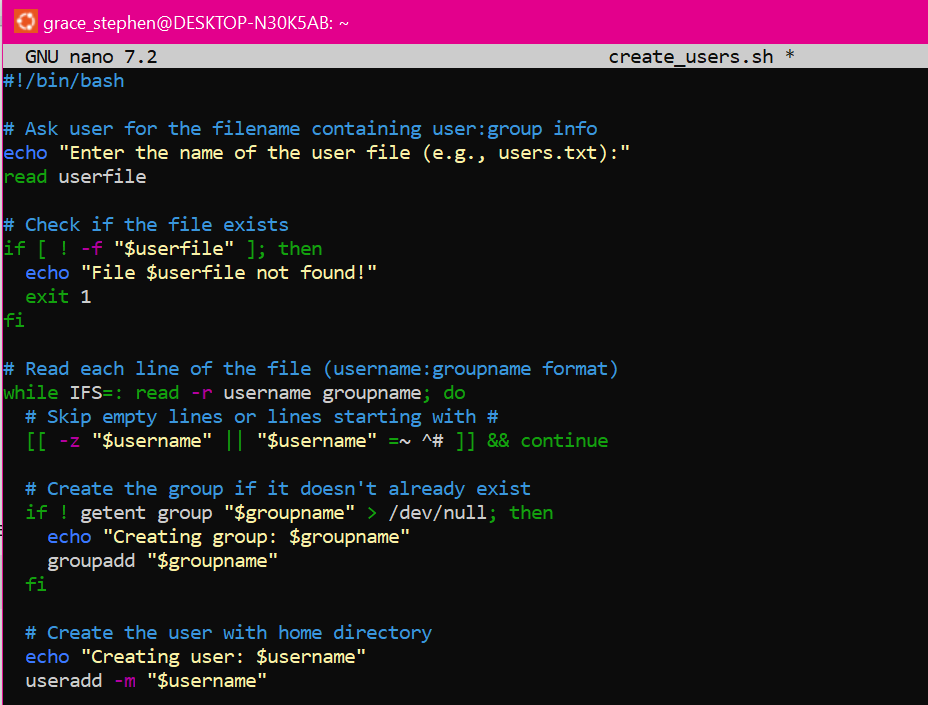 grace_stephen@DESKTOP-N30K5AB: ~
GNU nano 7.2 create_users.sh *
#!/bin/bash

# Ask user for the filename containing user:group info
echo "Enter the name of the user file (e.g., users.txt):"
read userfile

# Check if the file exists
if [ ! -f "$userfile" ]; then
  echo "File $userfile not found!"
  exit 1
fi

# Read each line of the file (username:groupname format)
while IFS=: read -r username groupname; do
  # Skip empty lines or lines starting with #
  [[ -z "$username" || "$username" =~ ^# ]] && continue

  # Create the group if it doesn't already exist
  if ! getent group "$groupname" > /dev/null; then
    echo "Creating group: $groupname"
    groupadd "$groupname"
  fi

  # Create the user with home directory
  echo "Creating user: $username"
  useradd -m "$username"